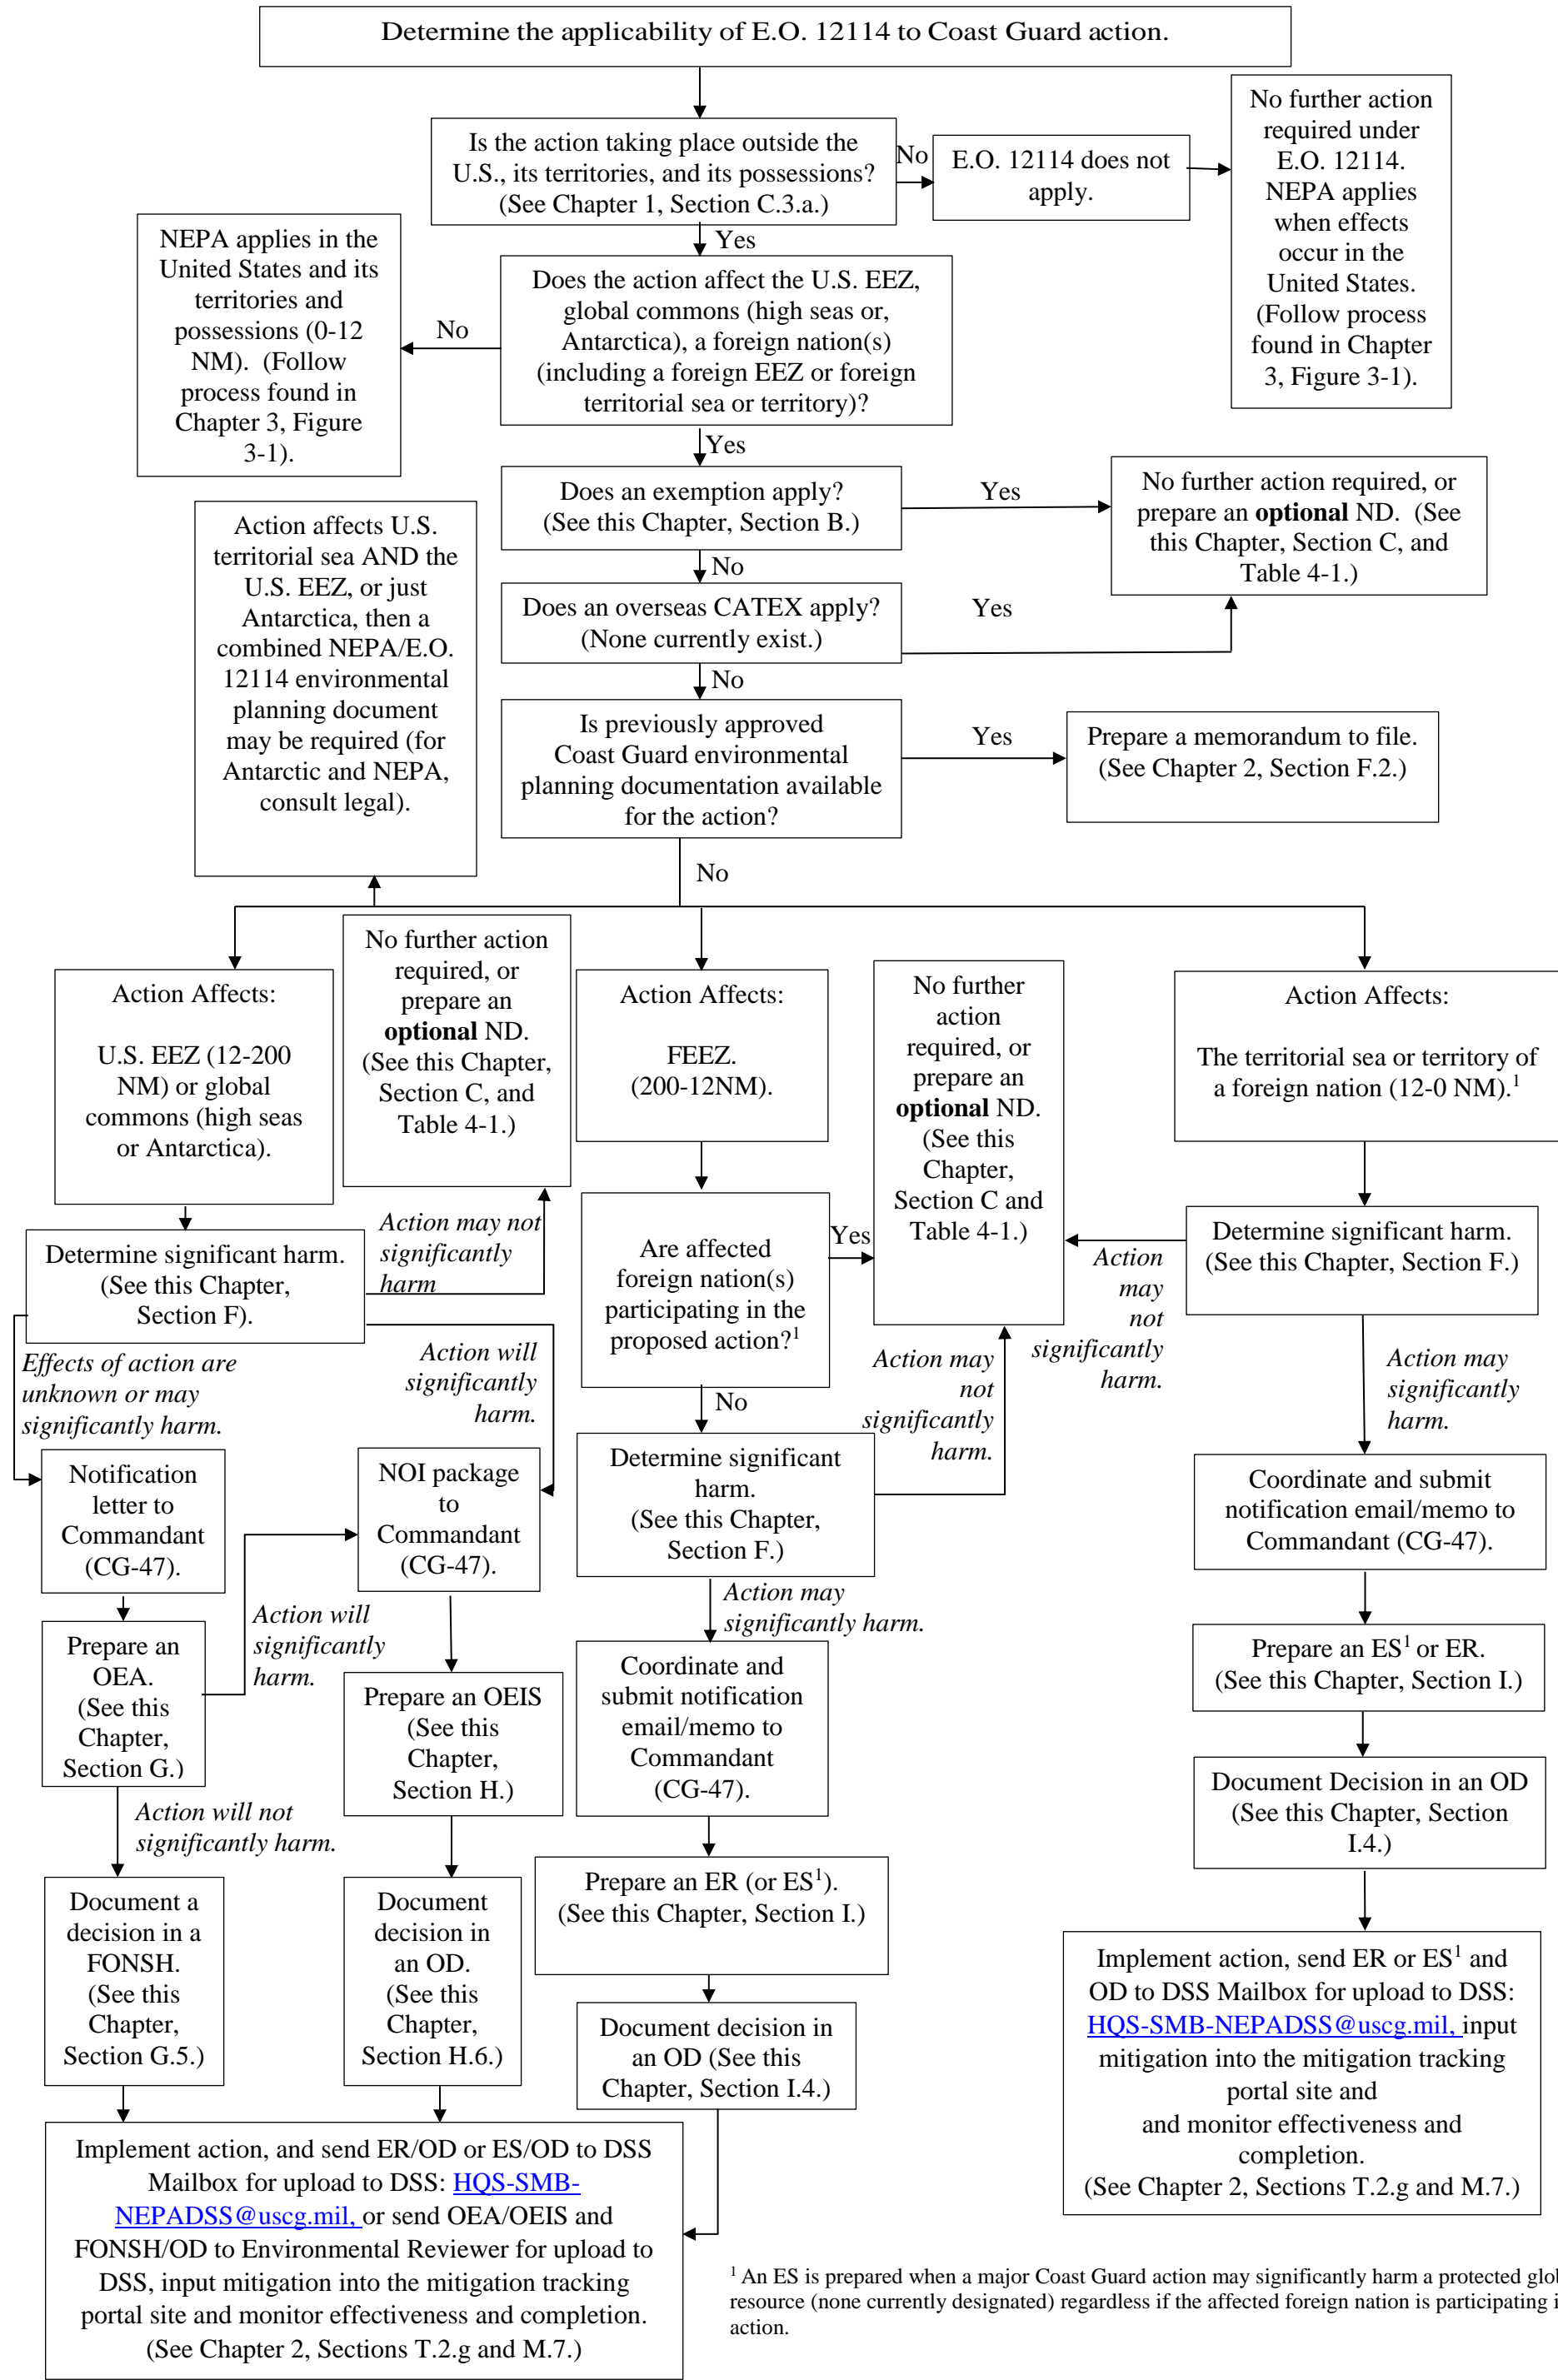 Determine the applicability of E.O. 12114 to Coast Guard action.
Is the action taking place outside the
U.S., its territories, and its possessions?
(See Chapter 1, Section C.3.a.)
No
E.O. 12114 does not
apply.
No further action
required under
E.O. 12114.
NEPA applies
when effects
occur in the
United States.
(Follow process
found in Chapter
3, Figure 3-1).
Yes
NEPA applies in the
United States and its
territories and
possessions (0-12
NM).  (Follow
process found in
Chapter 3, Figure
3-1).
No
Does the action affect the U.S. EEZ,
global commons (high seas or,
Antarctica), a foreign nation(s)
(including a foreign EEZ or foreign
territorial sea or territory)?
Yes
Does an exemption apply?
(See this Chapter, Section B.)
Yes
No further action required, or
prepare an optional ND.  (See
this Chapter, Section C, and
Table 4-1.)
No
Does an overseas CATEX apply?
(None currently exist.)
Yes
No
Is previously approved
Coast Guard environmental
planning documentation available
for the action?
Yes
Prepare a memorandum to file.
(See Chapter 2, Section F.2.)
No
Action affects U.S.
territorial sea AND the
U.S. EEZ, or just
Antarctica, then a
combined NEPA/E.O.
12114 environmental
planning document
may be required (for
Antarctic and NEPA,
consult legal).
Action Affects:
U.S. EEZ (12-200
NM) or global
commons (high seas
or Antarctica).
No further action
required, or
prepare an
optional ND.
(See this Chapter,
Section C, and
Table 4-1.)
Action Affects:
FEEZ.
(200-12NM).
No further
action
required, or
prepare an
optional ND.
(See this
Chapter,
Section C and
Table 4-1.)
Action Affects:
The territorial sea or territory of
a foreign nation (12-0 NM).1
Determine significant harm.
(See this Chapter,
Section F).
Action may not
significantly
harm
Effects of action are
unknown or may
significantly harm.
Action will
significantly
harm.
Are affected
foreign nation(s)
participating in the
proposed action?1
Yes
No
Action may
not
significantly
harm.
Action
may
not
significantly
harm.
Determine significant harm.
(See this Chapter, Section F.)
Action may
significantly
harm.
Notification
letter to
Commandant
(CG-47).
NOI package
to
Commandant
(CG-47).
Determine significant
harm.
(See this Chapter,
Section F.)
Coordinate and submit
notification email/memo to
Commandant (CG-47).
Action may
significantly harm.
Prepare an
OEA.
(See this
Chapter,
Section G.)
Action will
significantly
harm.
Prepare an OEIS
(See this
Chapter,
Section H.)
Coordinate and
submit notification
email/memo to
Commandant
(CG-47).
Prepare an ES1 or ER.
(See this Chapter, Section I.)
Action will not
significantly harm.
Document Decision in an OD
(See this Chapter, Section
I.4.)
Document a
decision in a
FONSH.
(See this
Chapter,
Section G.5.)
Document
decision in
an OD.
(See this
Chapter,
Section H.6.)
Prepare an ER (or ES1).
(See this Chapter, Section I.)
Document decision in
an OD (See this
Chapter, Section I.4.)
Implement action, send ER or ES1 and
OD to DSS Mailbox for upload to DSS:
HQS-SMB-NEPADSS@uscg.mil, input
mitigation into the mitigation tracking
portal site and
and monitor effectiveness and
completion.
(See Chapter 2, Sections T.2.g and M.7.)
Implement action, and send ER/OD or ES/OD to DSS
Mailbox for upload to DSS: HQS-SMB-
NEPADSS@uscg.mil, or send OEA/OEIS and
FONSH/OD to Environmental Reviewer for upload to
DSS, input mitigation into the mitigation tracking
portal site and monitor effectiveness and completion.
(See Chapter 2, Sections T.2.g and M.7.)
1 An ES is prepared when a major Coast Guard action may significantly harm a protected
resource (none currently designated) regardless if the affected foreign nation is participating
action.